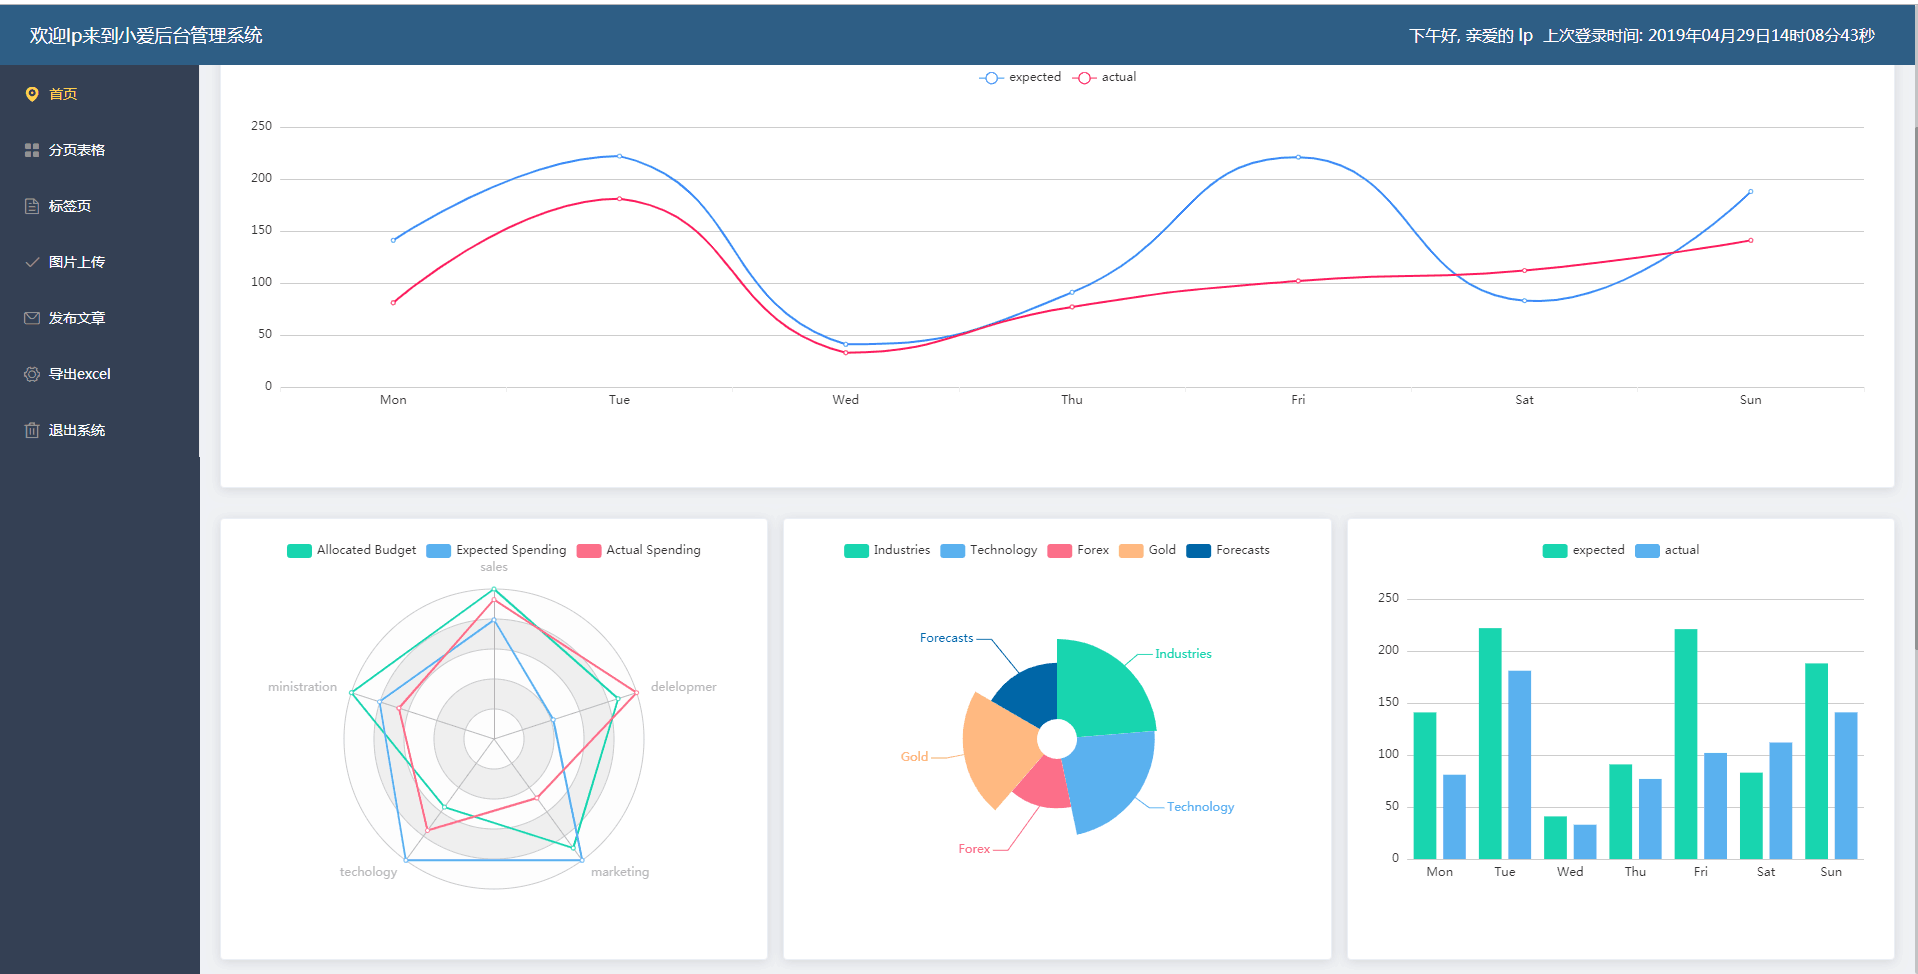 欢迎lp来到小爱后台管理系统
下午好, 亲爱的 lp 上次登录时间: 2019年04月29日14时08分43秒
首页
分页表格
标签页
图片上传
发布文章
导出excel
退出系统
expected actual
250
200
150
100
50
0
Mon Tue Wed Thu Fri Sat Sun
Allocated Budget Expected Spending Actual Spending
sales
ministration
delelopmer
techology
marketing
Industries Technology Forex Gold Forecasts
Forecasts
Industries
Gold
Technology
Forex
expected actual
250
200
150
100
50
0
Mon Tue Wed Thu Fri Sat Sun